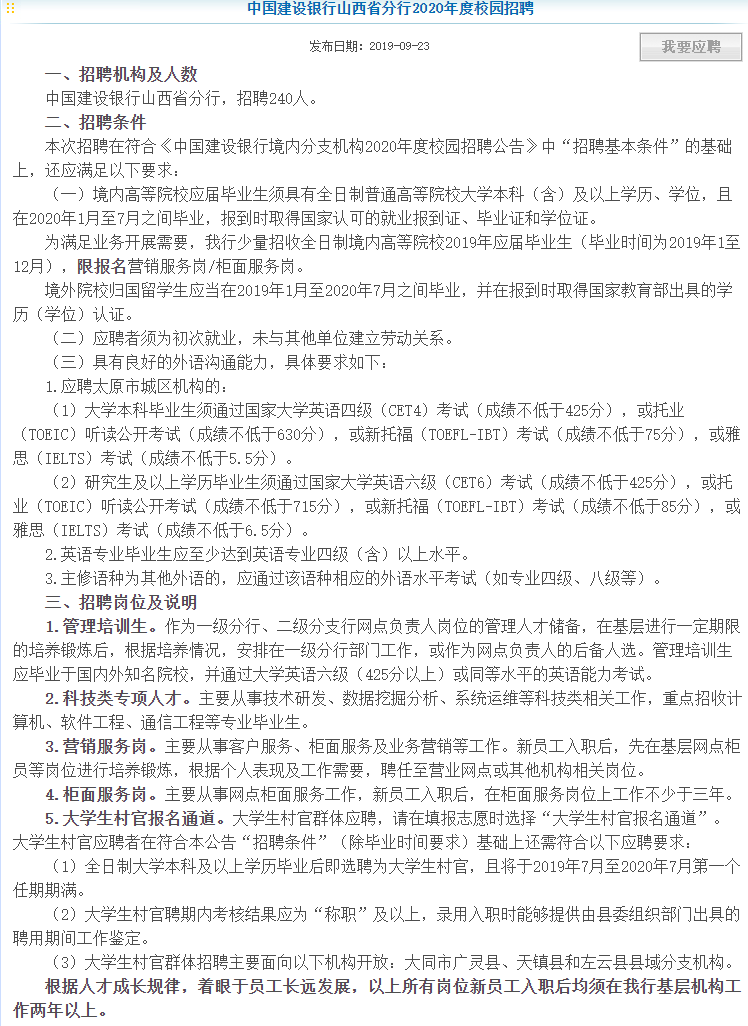 中国建设银行山西省分行2020年度校园招聘
发布日期：2019-09-23
我要应聘
一、招聘机构及人数
中国建设银行山西省分行，招聘240人。
二、招聘条件
本次招聘在符合《中国建设银行境内分支机构2020年度校园招聘公告》中“招聘基本条件”的基础
上，还应满足以下要求：
（一）境内高等院校应届毕业生须具有全日制普通高等院校大学本科（含）及以上学历、学位，且
在2020年1月至7月之间毕业，报到时取得国家认可的就业报到证、毕业证和学位证。
为满足业务开展需要，我行少量招收全日制境内高等院校2019年应届毕业生（毕业时间为2019年1至
12月），限报名营销服务岗/柜面服务岗。
境外院校归国留学生应当在2019年1月至2020年7月之间毕业，并在报到时取得国家教育部出具的学
历（学位）认证。
（二）应聘者须为初次就业，未与其他单位建立劳动关系。
（三）具有良好的外语沟通能力，具体要求如下：
1.应聘太原市城区机构的：
（1）大学本科毕业生须通过国家大学英语四级（CET4）考试（成绩不低于425分），或托业
（TOEIC）听读公开考试（成绩不低于630分），或新托福（TOEFL-IBT）考试（成绩不低于75分），或雅
思（IELTS）考试（成绩不低于5.5分）。
（2）研究生及以上学历毕业生须通过国家大学英语六级（CET6）考试（成绩不低于425分），或托
业（TOEIC）听读公开考试（成绩不低于715分），或新托福（TOEFL-IBT）考试（成绩不低于85分），或
雅思（IELTS）考试（成绩不低于6.5分）。
2.英语专业毕业生应至少达到英语专业四级（含）以上水平。
3.主修语种为其他外语的，应通过该语种相应的外语水平考试（如专业四级、八级等）。
三、招聘岗位及说明
1.管理培训生。作为一级分行、二级分支行网点负责人岗位的管理人才储备，在基层进行一定期限
的培养锻炼后，根据培养情况，安排在一级分行部门工作，或作为网点负责人的后备人选。管理培训生
应毕业于国内外知名院校，并通过大学英语六级（425分以上）或同等水平的英语能力考试。
2.科技类专项人才。主要从事技术研发、数据挖掘分析、系统运维等科技类相关工作，重点招收计
算机、软件工程、通信工程等专业毕业生。
3.营销服务岗。主要从事客户服务、柜面服务及业务营销等工作。新员工入职后，先在基层网点柜
员等岗位进行培养锻炼，根据个人表现及工作需要，聘任至营业网点或其他机构相关岗位。
4.柜面服务岗。主要从事网点柜面服务工作，新员工入职后，在柜面服务岗位上工作不少于三年。
5.大学生村官报名通道。大学生村官群体应聘，请在填报志愿时选择“大学生村官报名通道”。
大学生村官应聘者在符合本公告“招聘条件”（除毕业时间要求）基础上还需符合以下应聘要求：
（1）全日制大学本科及以上学历毕业后即选聘为大学生村官，且将于2019年7月至2020年7月第一个
任期期满。
（2）大学生村官聘期内考核结果应为“称职”及以上，录用入职时能够提供由县委组织部门出具的
聘用期间工作鉴定。
（3）大学生村官群体招聘主要面向以下机构开放：大同市广灵县、天镇县和左云县县域分支机构。
根据人才成长规律，着眼于员工长远发展，以上所有岗位新员工入职后均须在我行基层机构工
作两年以上。